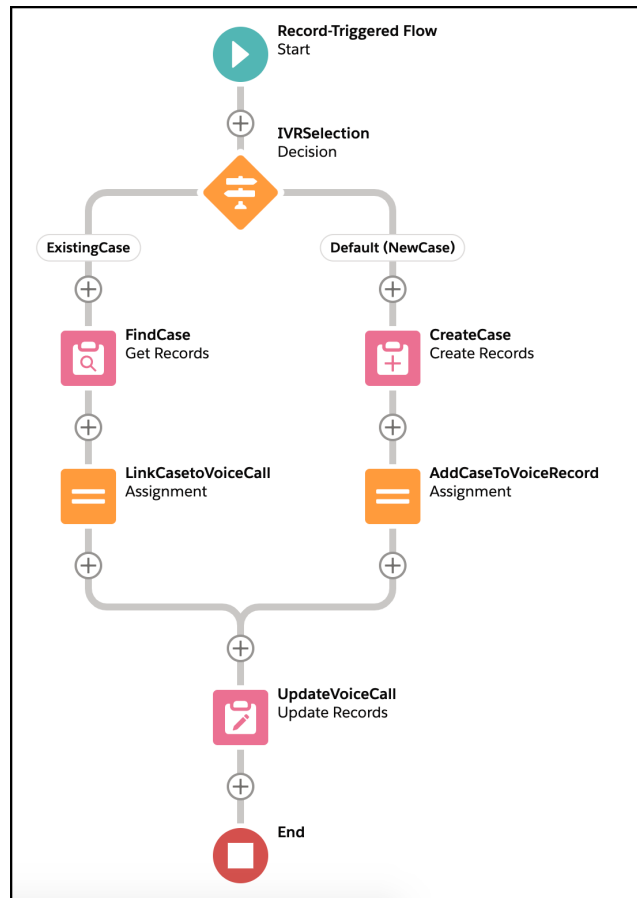 Record-Triggered Flow
Start
IVRSelection
Decision
ExistingCase
Default (NewCase)
FindCase
Get Records
CreateCase
Create Records
LinkCasetoVoiceCall
Assignment
AddCaseToVoiceRecord
Assignment
UpdateVoiceCall
Update Records
End